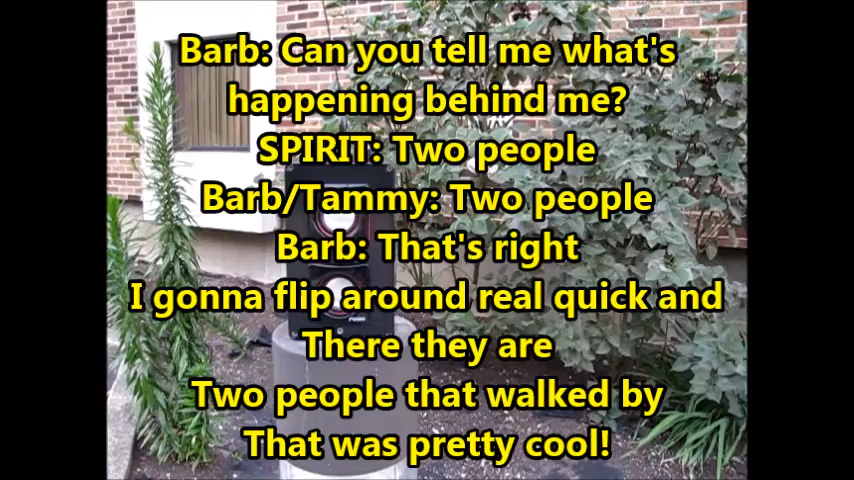 Barb: Can you tell me what's
happening behind me?
SPIRIT: Two people
Barb/Tammy: Two people
Barb: That's right
I gonna flip around real quick and
There they are
Two people that walked by
That was pretty cool!